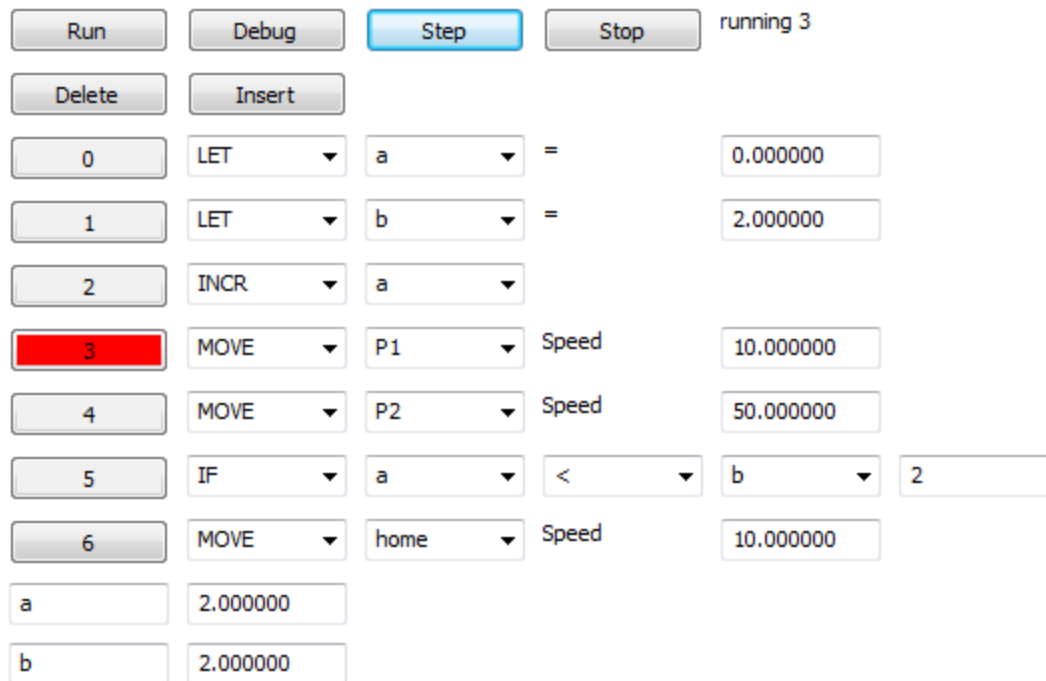 Run Debug Step Stop running 3
Delete Insert
0 LET a = 0.000000
1 LET b = 2.000000
2 INCR a
3 MOVE P1 Speed 10.000000
4 MOVE P2 Speed 50.000000
5 IF a < b 2
6 MOVE home Speed 10.000000
a 2.000000
b 2.000000